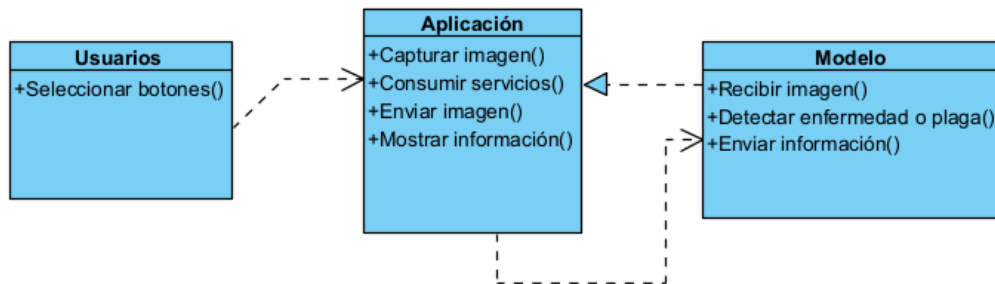 Usuarios
+Seleccionar botones()
Aplicación
+Capturar imagen()
+Consumir servicios()
+Enviar imagen()
+Mostrar información()
Modelo
+Recibir imagen()
+Detectar enfermedad o plaga()
+Enviar información()